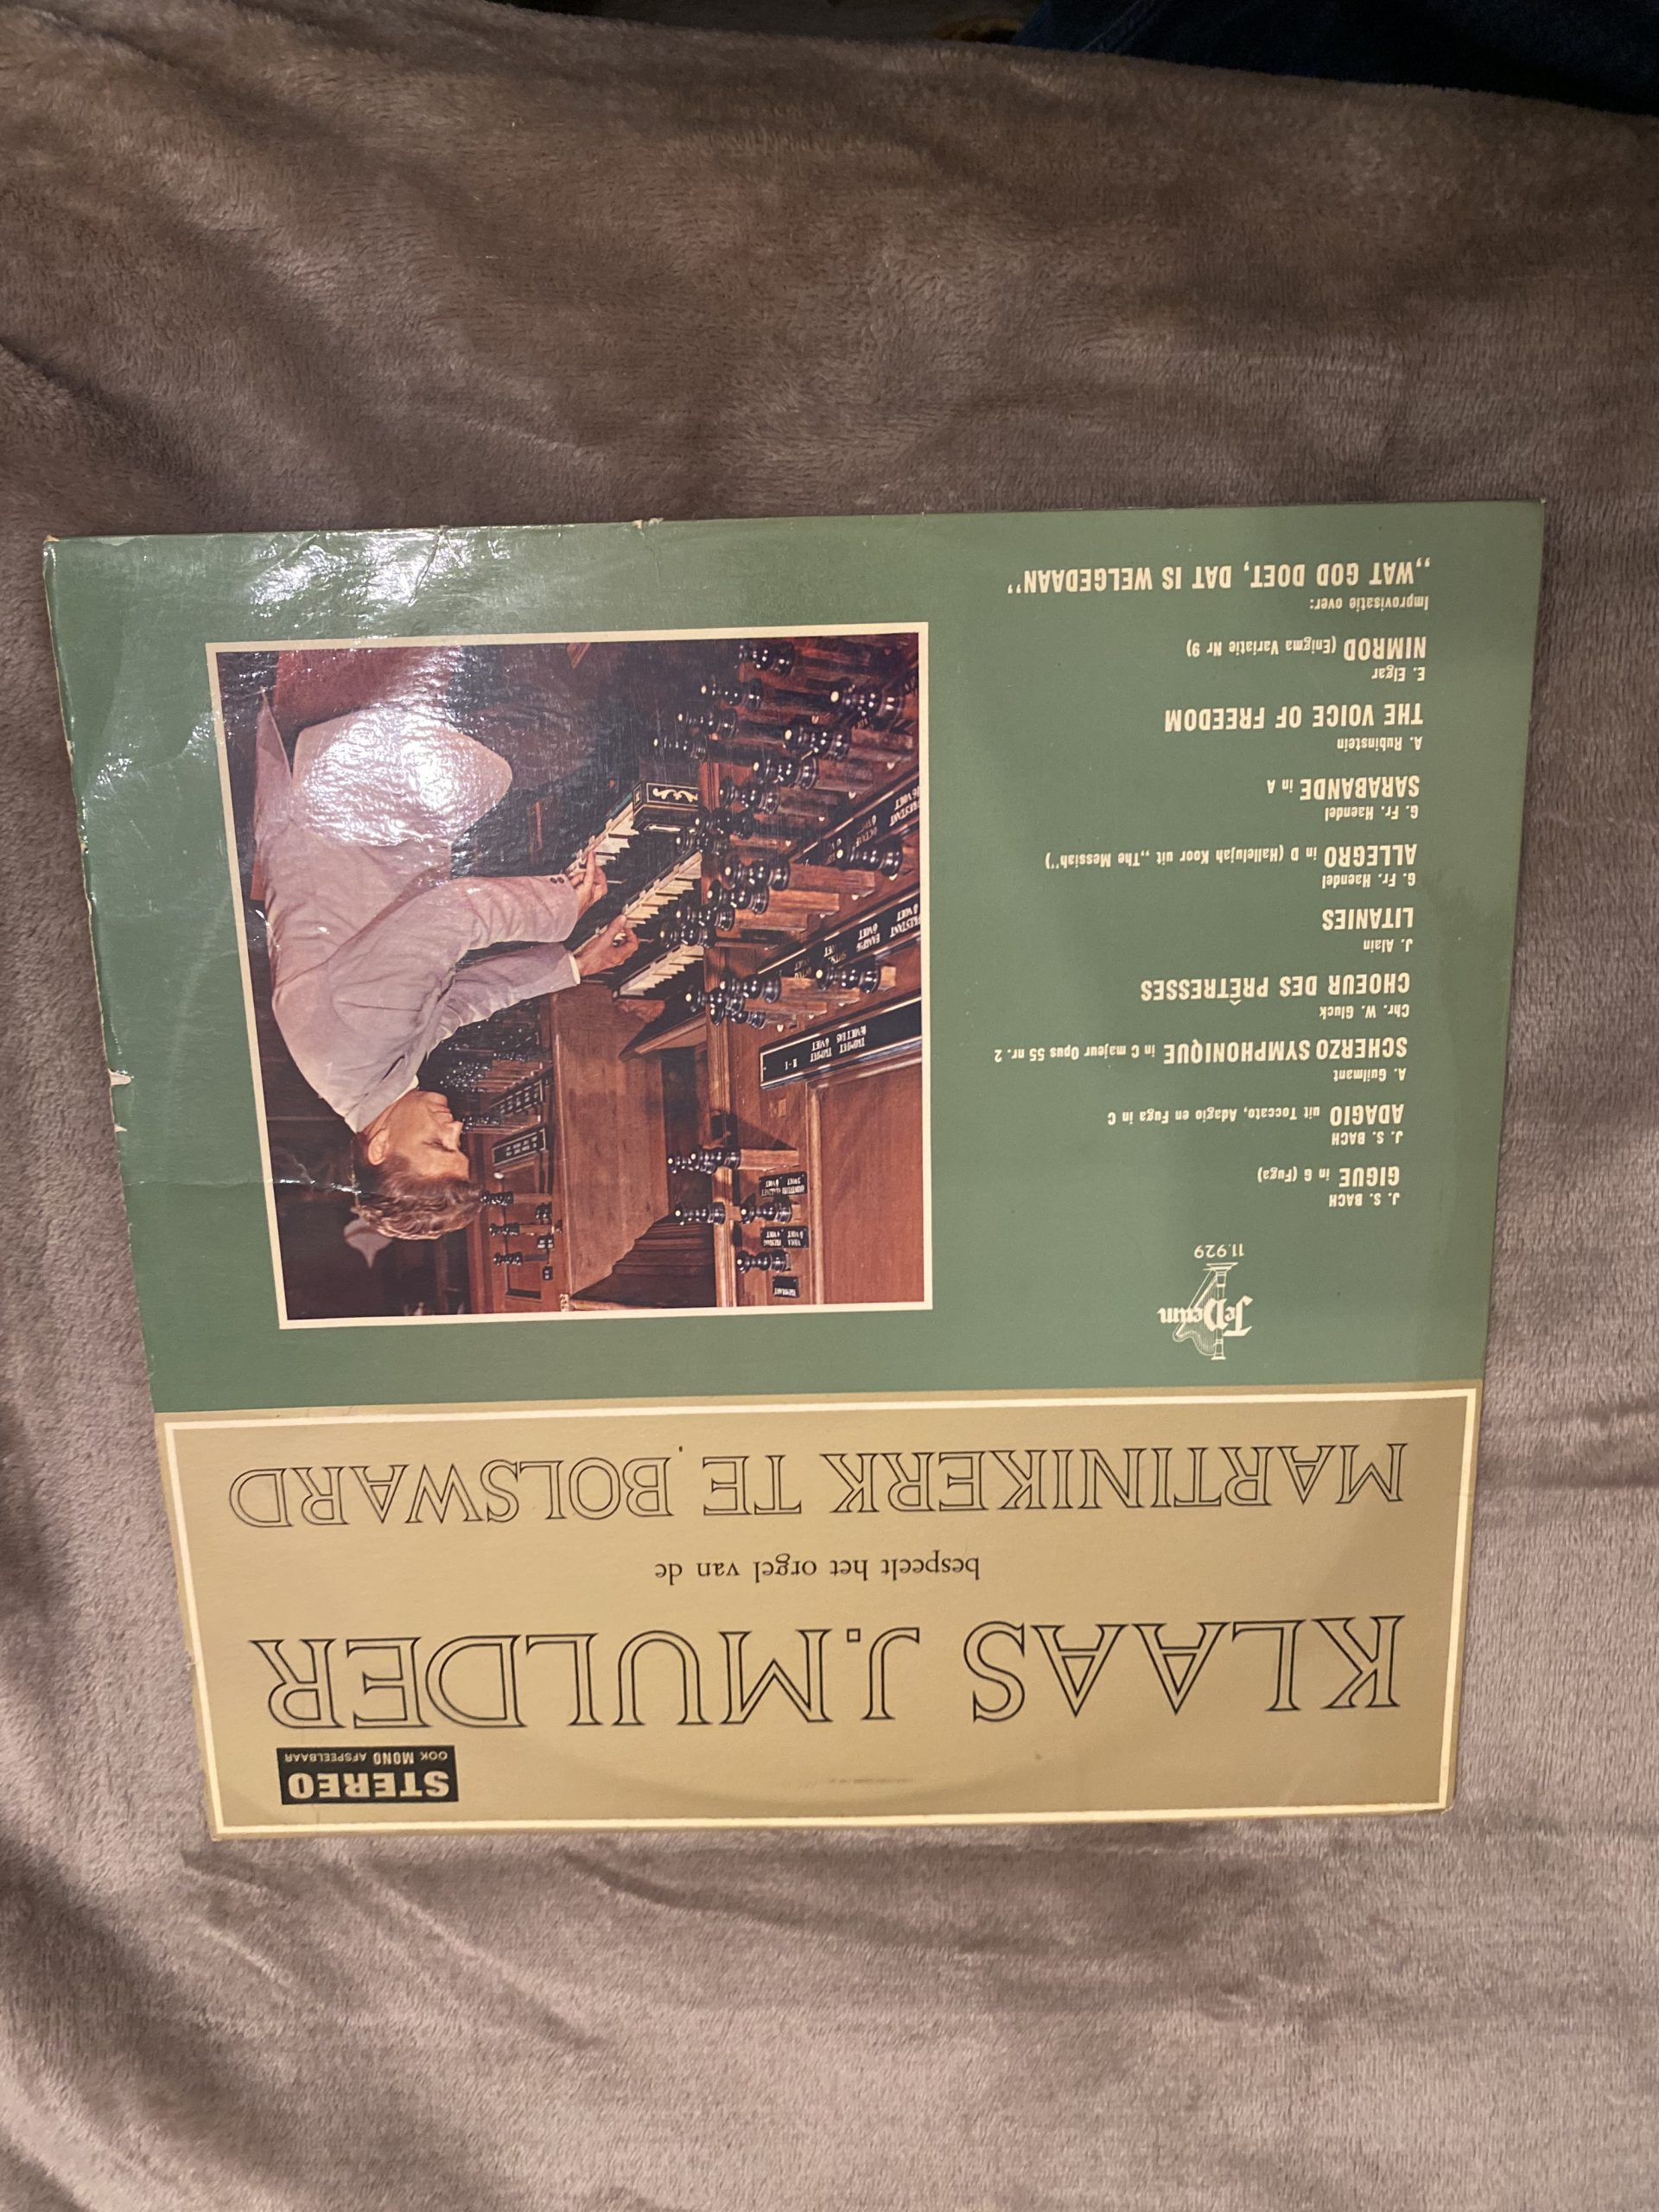 STEREO
OOK MONO AFSPEELBAAR
KLAAS J. MULDER
bespeelt het orgel van de
MARTINIKERK TE BOLSWARD
TeDeum
11.929
J. S. BACH
GIGUE in G (Fuga)
J. S. BACH
ADAGIO uit Toccato, Adagio en Fuga in C
A. Guilmant
SCHERZO SYMPHONIQUE in C majeur Opus 55 nr. 2
Chr. W. Gluck
CHOEUR DES PRÊTRESSES
J. Alain
LITANIES
G. Fr. Haendel
ALLEGRO in D (Hallelujah Koor uit ,,The Messiah'')
G. Fr. Haendel
SARABANDE in A
A. Rubinstein
THE VOICE OF FREEDOM
E. Elgar
NIMROD (Enigma Variatie Nr 9)
Improvisatie over:
,,WAT GOD DOET, DAT IS WELGEDAAN''